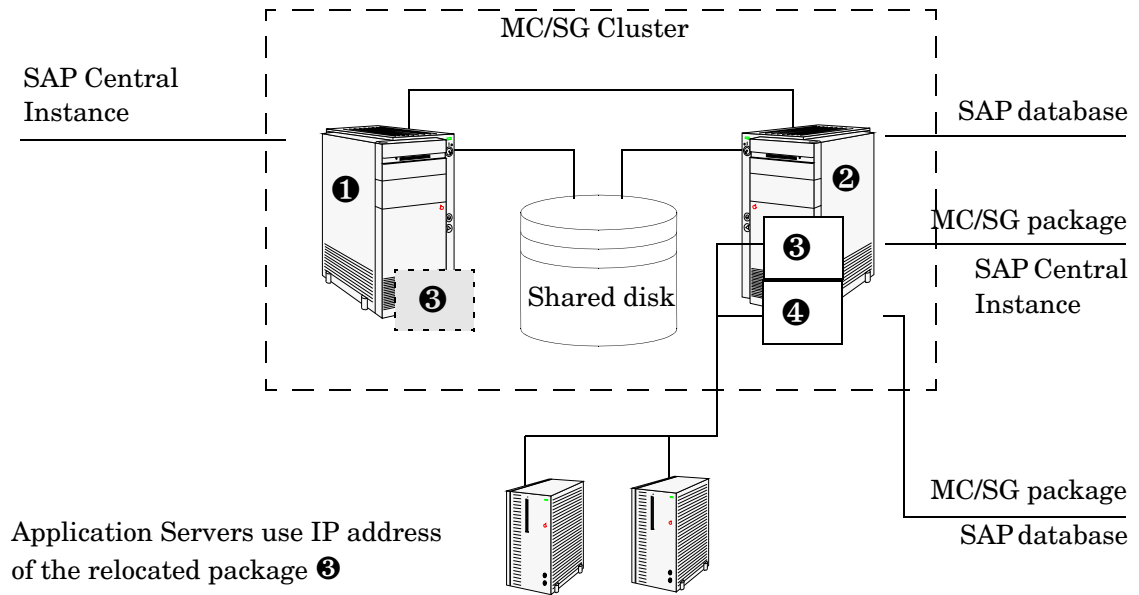 MC/SG Cluster
SAP Central
Instance
SAP database
❶
❷
MC/SG package
❸
SAP Central
Instance
❸
Shared disk
❹
MC/SG package
SAP database
Application Servers use IP address
of the relocated package ❸